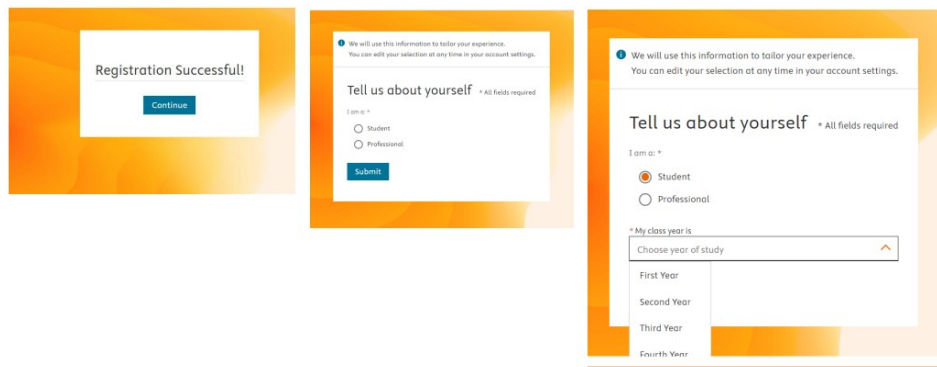 Registration Successful!
Continue
We will use this information to tailor your experience.
You can edit your selection at any time in your account settings.
Tell us about yourself * All fields required
I am a: *
Student
Professional
Submit
We will use this information to tailor your experience.
You can edit your selection at any time in your account settings.
Tell us about yourself * All fields required
I am a: *
Student
Professional
* My class year is
Choose year of study
First Year
Second Year
Third Year
Fourth Year